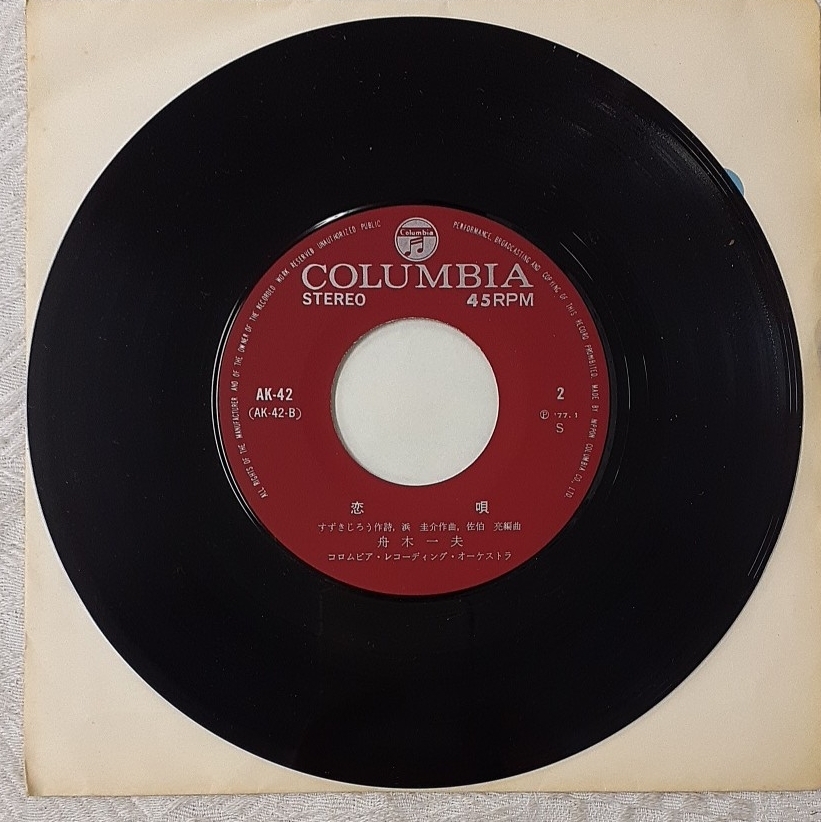 Columbia
COLUMBIA
STEREO 45RPM
AK-42 2
(AK-42-B) Ⓟ '77.1
S
恋 唄
すずきじろう作詩, 浜 圭介作曲, 佐伯 亮編曲
舟木一夫
コロムビア・レコーディング・オーケストラ
ALL RIGHTS OF THE MANUFACTURER AND OF THE OWNER OF THE RECORDED WORK RESERVED UNAUTHORIZED PUBLIC PERFORMANCE, BROADCASTING AND COPYING OF THIS RECORD PROHIBITED. MADE BY NIPPON COLUMBIA CO., LTD.